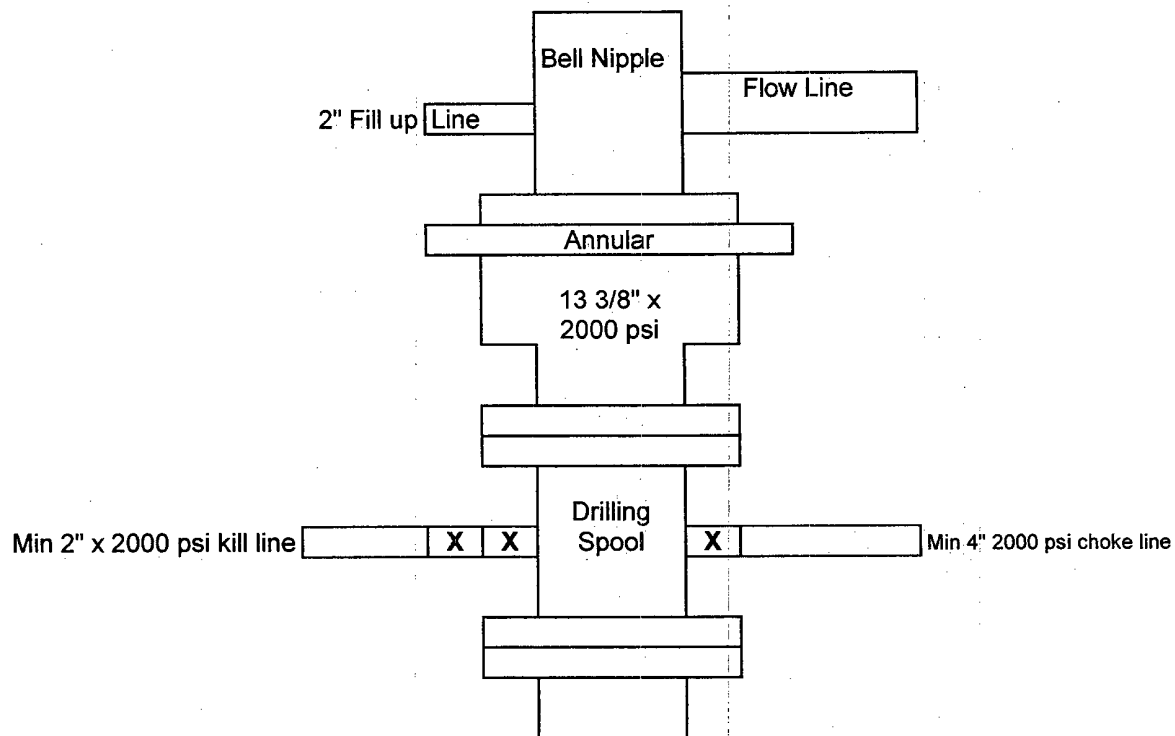 Bell Nipple
Flow Line
2" Fill up Line
Annular
13 3/8" x
2000 psi
Drilling
Spool
Min 2" x 2000 psi kill line
X X
X
Min 4" 2000 psi choke line